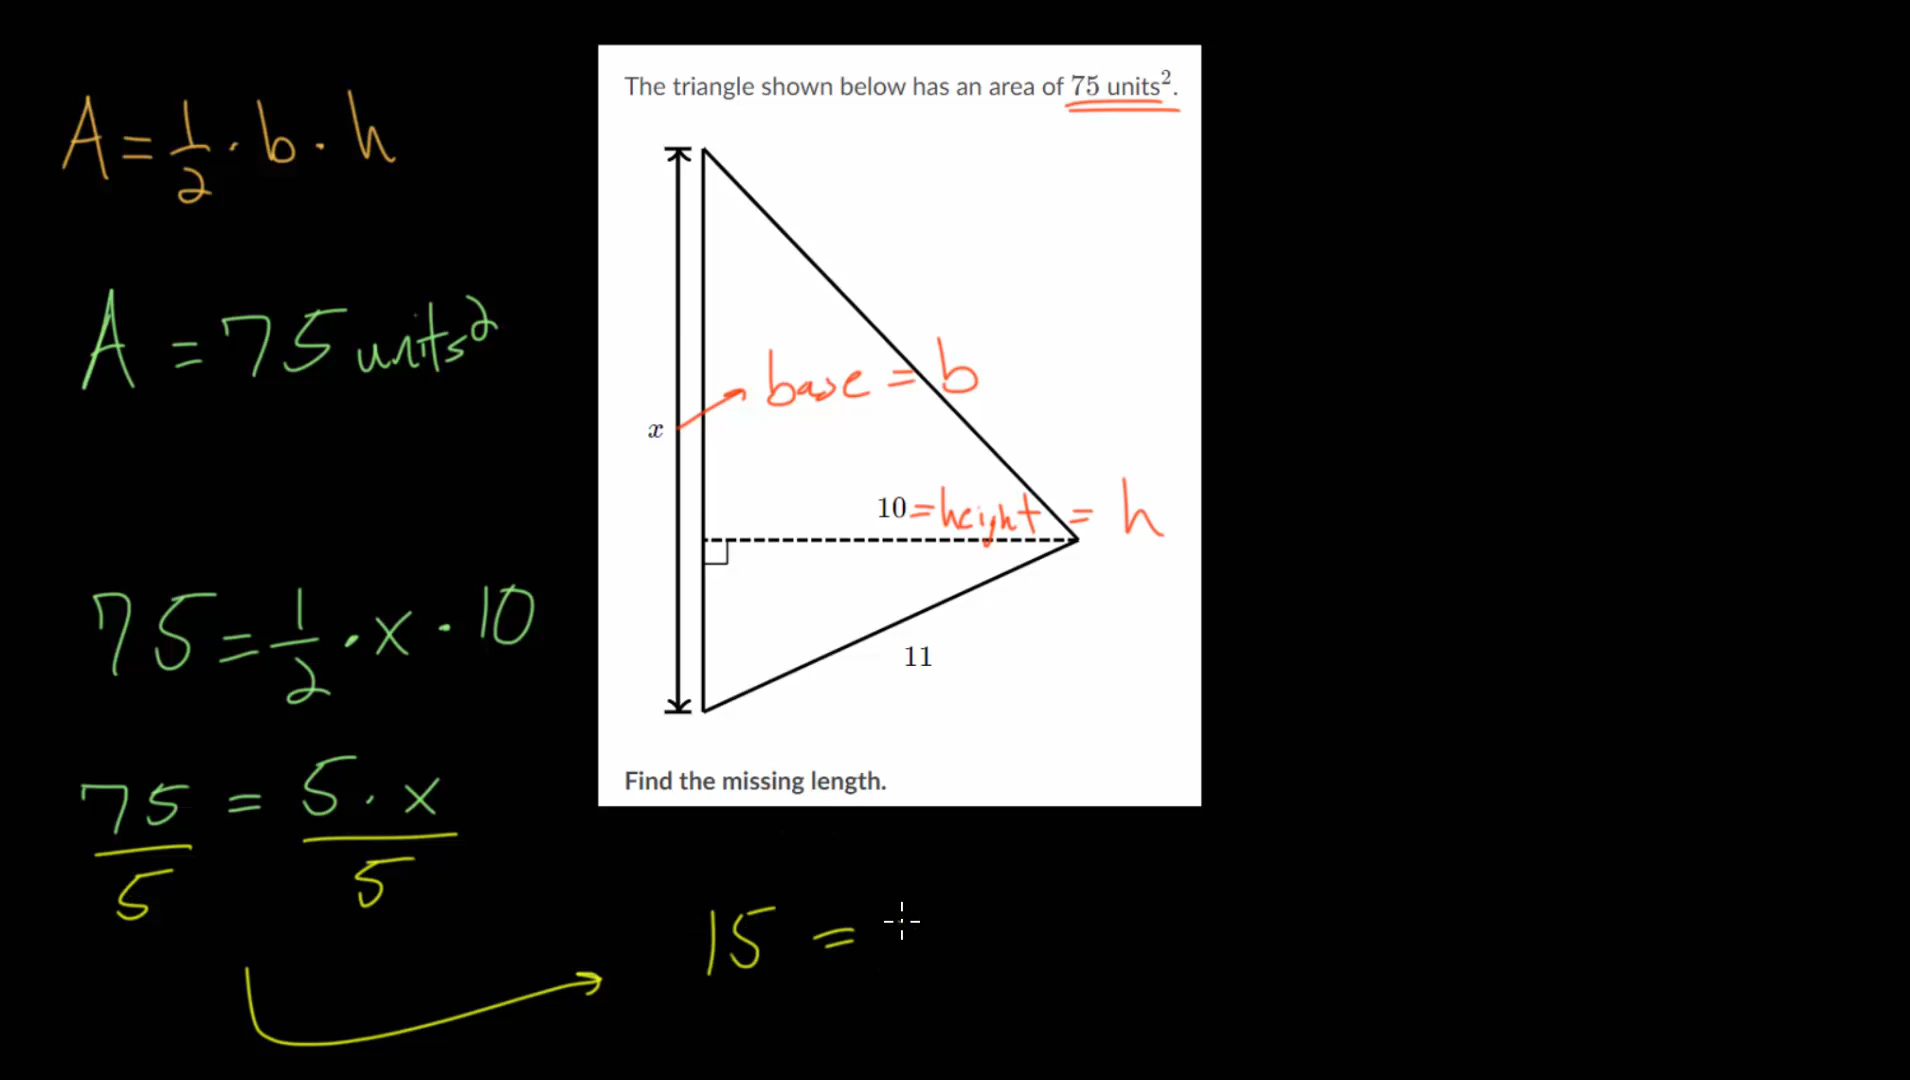 A = 1/2 · b · h
A = 75 units²
75 = 1/2 · x · 10
75/5 = 5 · x/5
15 =
The triangle shown below has an area of 75 units².
base = b
x
10 = height = h
11
Find the missing length.